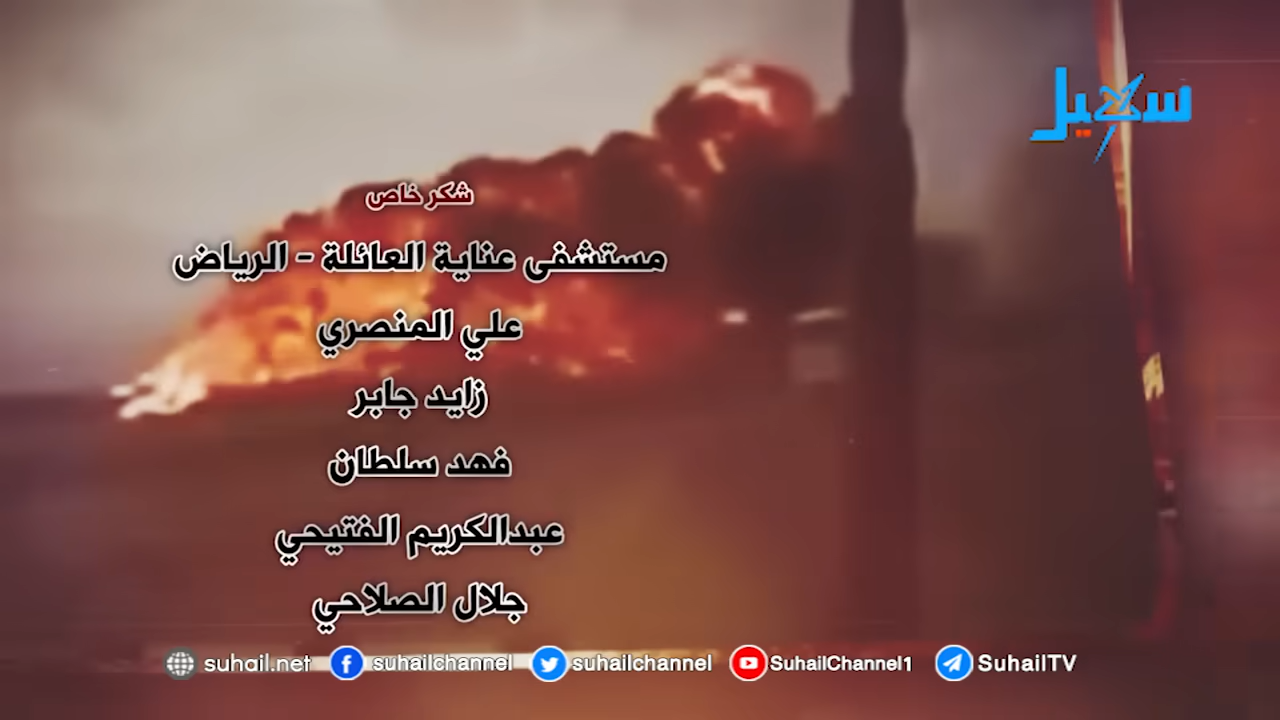 سهيل
شكر خاص
مستشفى عناية العائلة - الرياض
علي المنصري
زايد جابر
فهد سلطان
عبدالكريم الفتيحي
جلال الصلاحي
suhail.net suhailchannel suhailchannel SuhailChannel1 SuhailTV